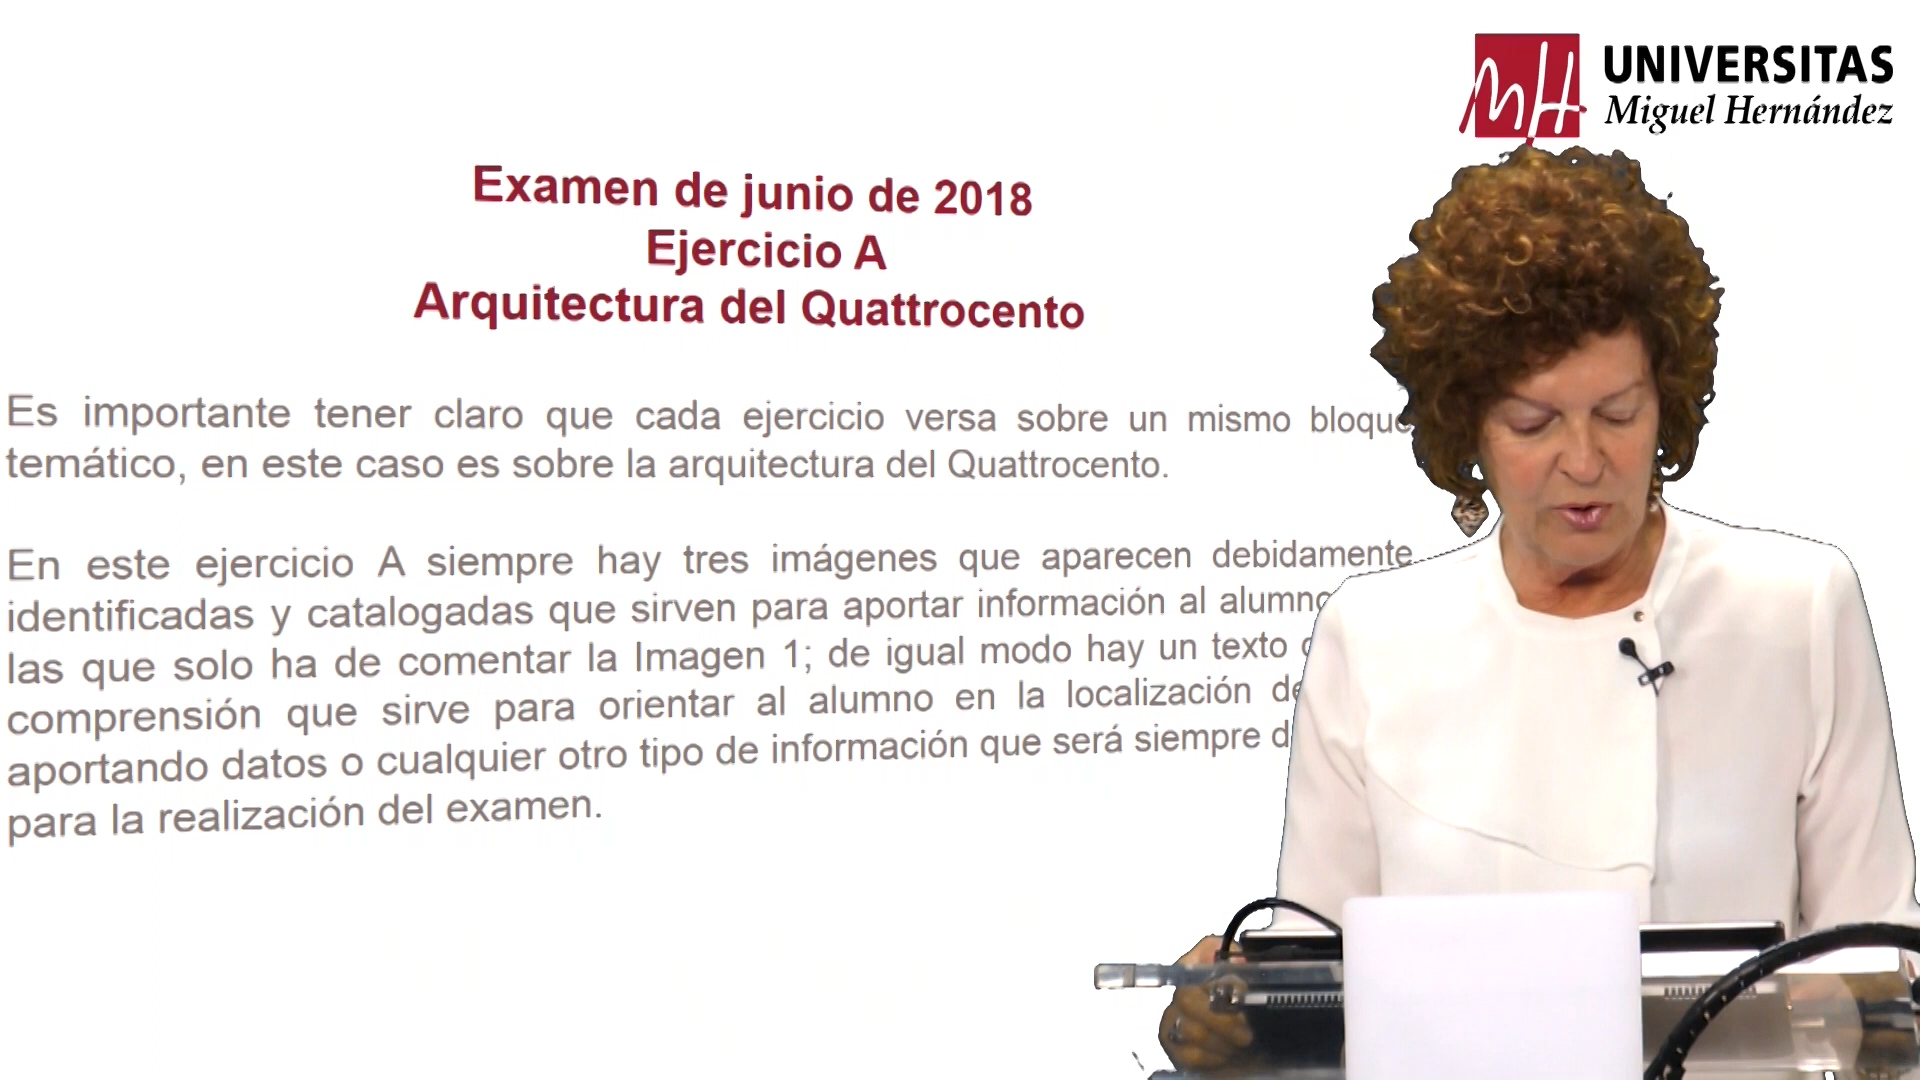 UNIVERSITAS
Miguel Hernández
Examen de junio de 2018
Ejercicio A
Arquitectura del Quattrocento
Es importante tener claro que cada ejercicio versa sobre un mismo bloque
temático, en este caso es sobre la arquitectura del Quattrocento.
En este ejercicio A siempre hay tres imágenes que aparecen debidamente
identificadas y catalogadas que sirven para aportar información al alumno
las que solo ha de comentar la Imagen 1; de igual modo hay un texto
comprensión que sirve para orientar al alumno en la localización
aportando datos o cualquier otro tipo de información que será siempre
para la realización del examen.